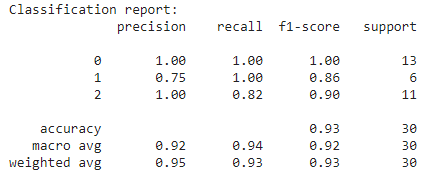 Classification report:
precision recall f1-score support
0 1.00 1.00 1.00 13
1 0.75 1.00 0.86 6
2 1.00 0.82 0.90 11
accuracy 0.93 30
macro avg 0.92 0.94 0.92 30
weighted avg 0.95 0.93 0.93 30